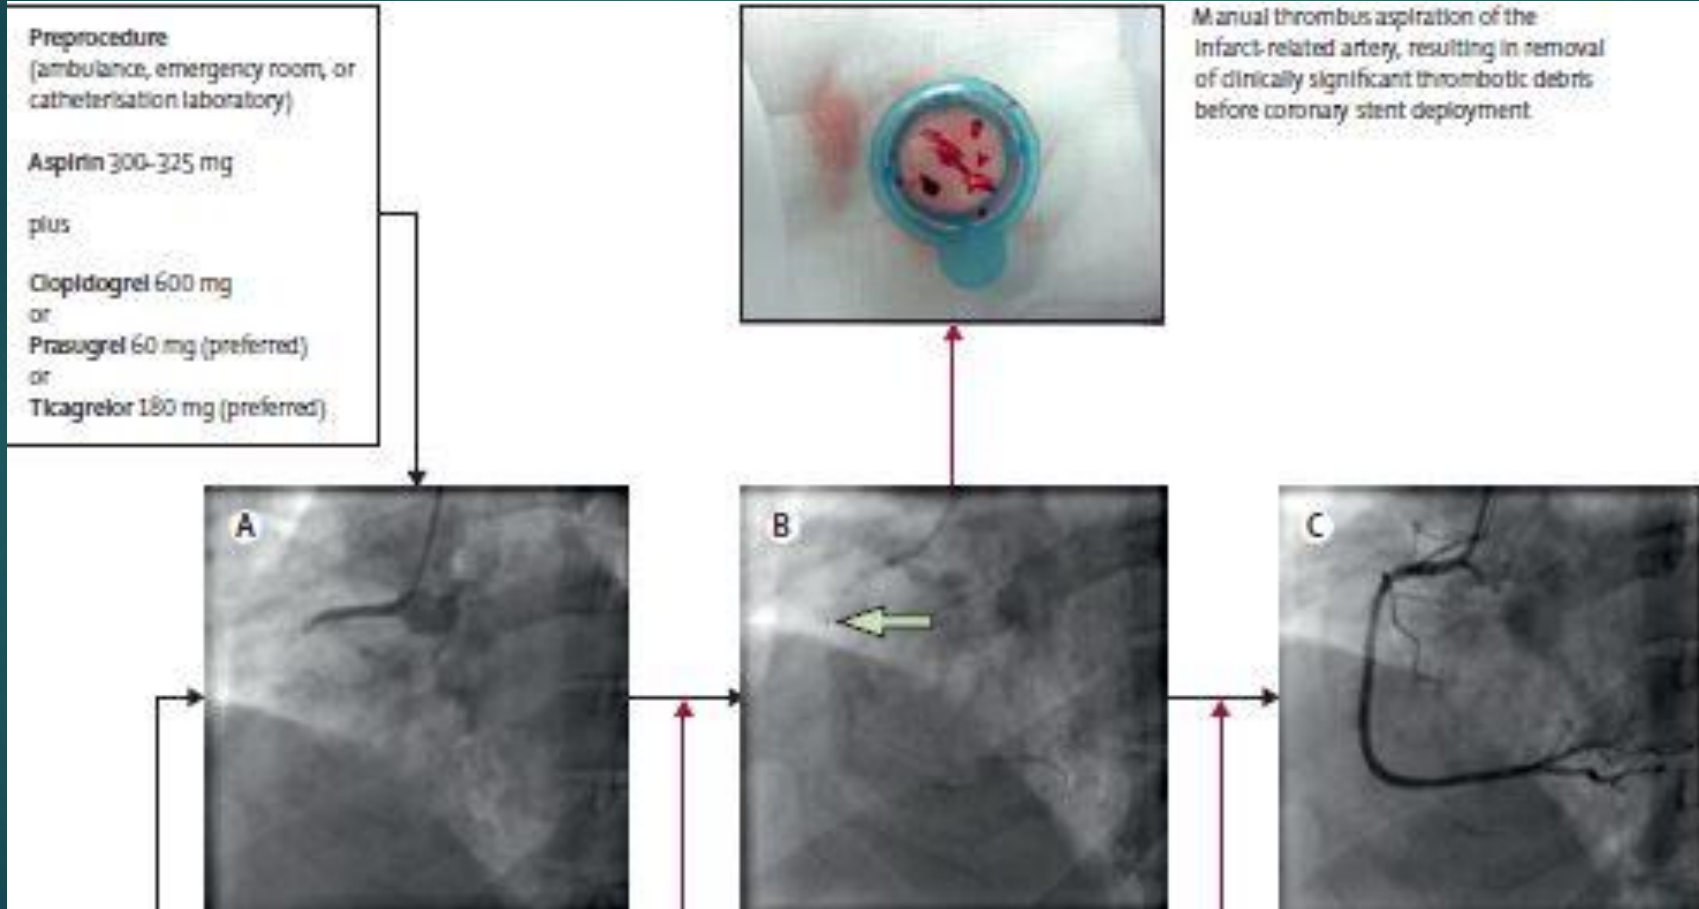 Preprocedure
(ambulance, emergency room, or
catheterisation laboratory)
Aspirin 300–325 mg
plus
Clopidogrel 600 mg
or
Prasugrel 60 mg (preferred)
or
Ticagrelor 180 mg (preferred)
Manual thrombus aspiration of the
infarct-related artery, resulting in removal
of clinically significant thrombotic debris
before coronary stent deployment
A
B
C